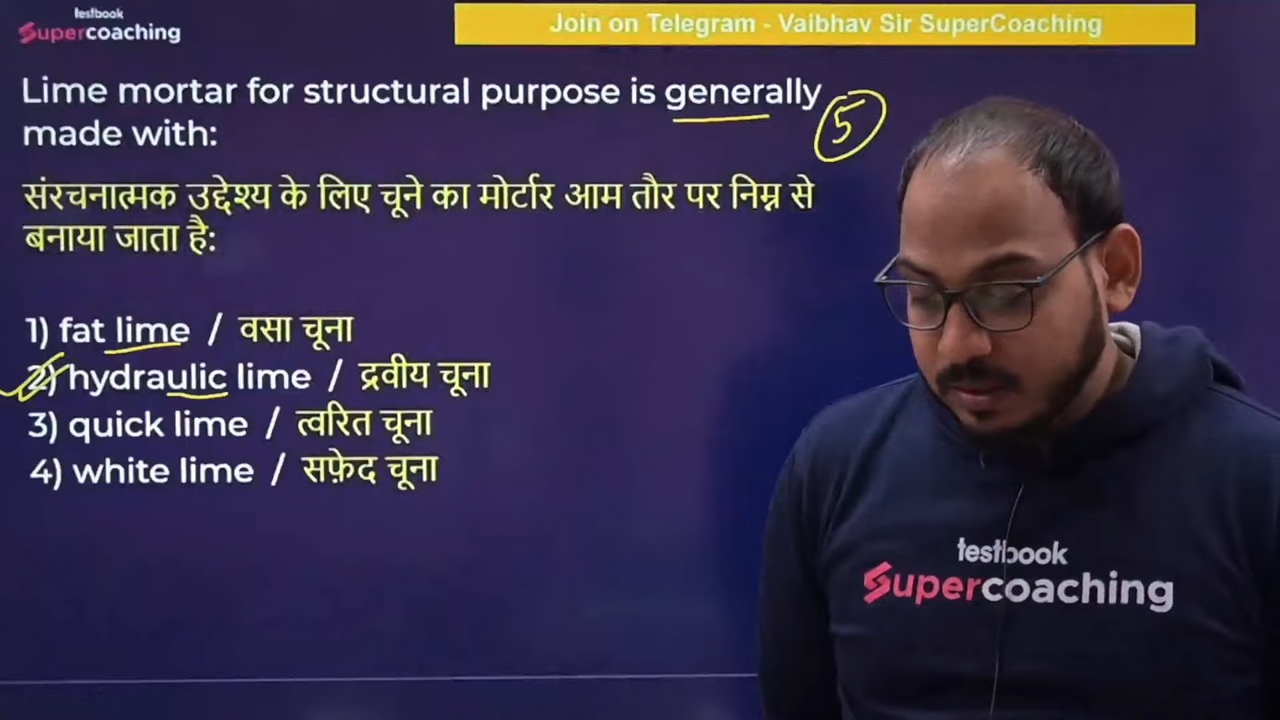 testbook
Supercoaching
Join on Telegram - Vaibhav Sir SuperCoaching
Lime mortar for structural purpose is generally
made with:
5
संरचनात्मक उद्देश्य के लिए चूने का मोर्टार आम तौर पर निम्न से
बनाया जाता है:
1) fat lime / वसा चूना
2) hydraulic lime / द्रवीय चूना
3) quick lime / त्वरित चूना
4) white lime / सफ़ेद चूना
testbook
Supercoaching